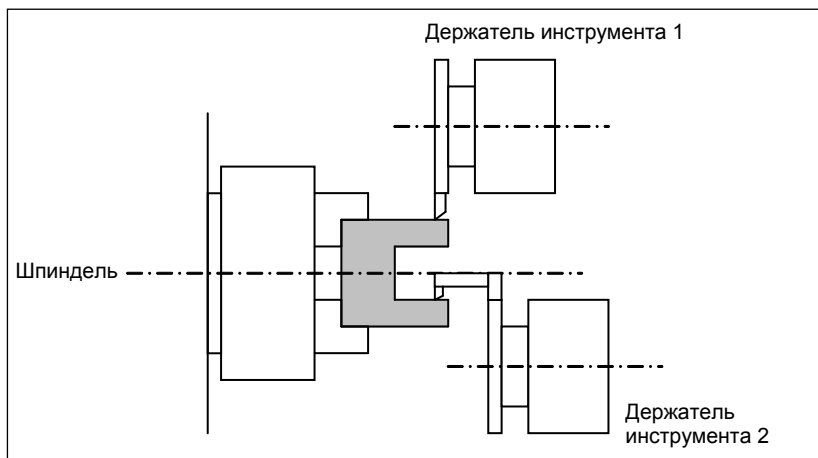 Держатель инструмента 1
Шпиндель
Держатель
инструмента 2